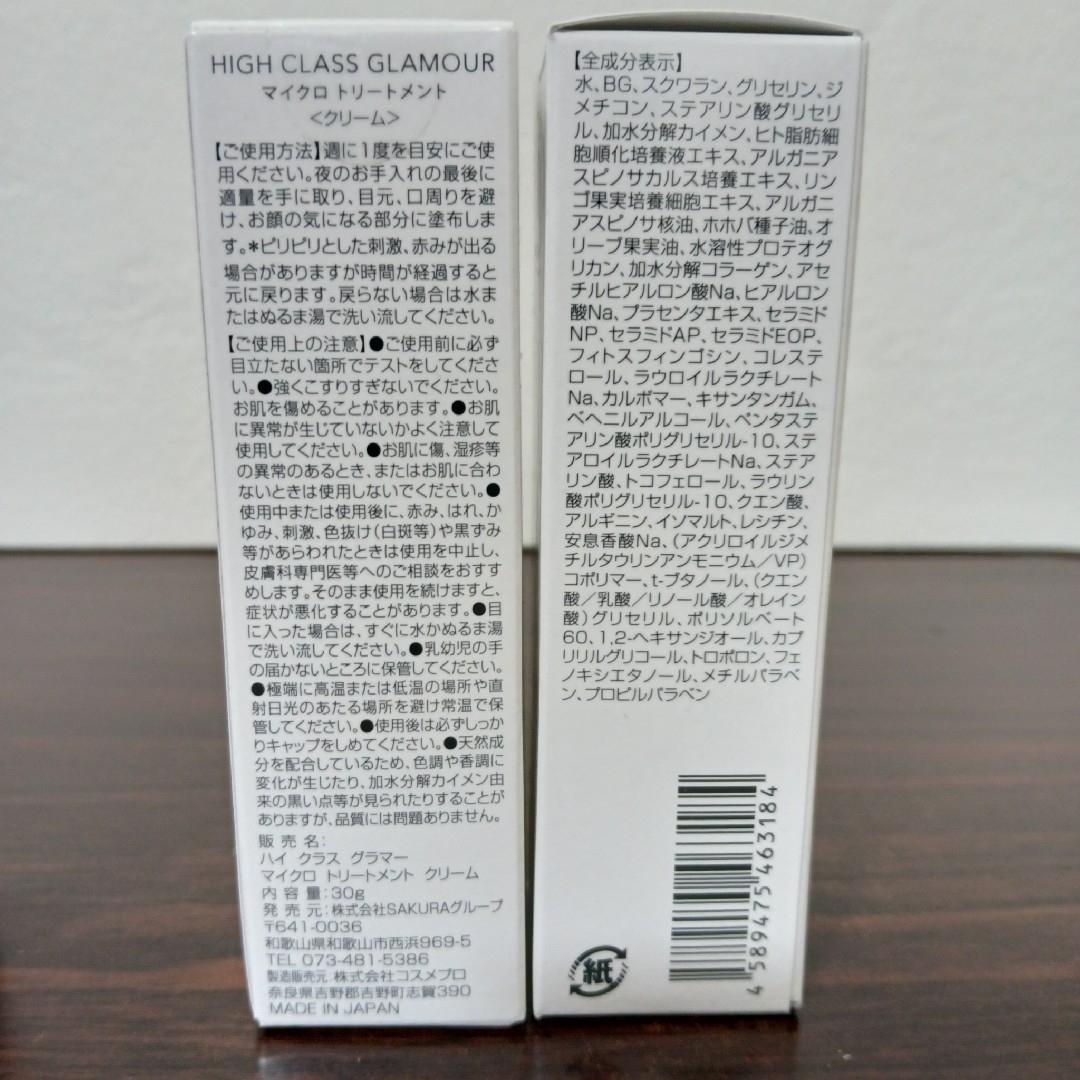 HIGH CLASS GLAMOUR
マイクロ トリートメント
<クリーム>
【ご使用方法】週に1度を目安にご使
用ください。夜のお手入れの最後に
適量を手に取り、目元、口周りを避
け、お顔の気になる部分に塗布しま
す。*ピリピリとした刺激、赤みが出る
場合がありますが時間が経過すると
元に戻ります。戻らない場合は水ま
たはぬるま湯で洗い流してください。
【ご使用上の注意】●ご使用前に必ず
目立たない箇所でテストをしてくださ
い。●強くこすりすぎないでください。
お肌を傷めることがあります。●お肌
に異常が生じていないかよく注意して
使用してください。●お肌に傷、湿疹等
の異常のあるとき、またはお肌に合わ
ないときは使用しないでください。●
使用中または使用後に、赤み、はれ、か
ゆみ、刺激、色抜け(白斑等)や黒ずみ
等があらわれたときは使用を中止し、
皮膚科専門医等へのご相談をおすす
めします。そのまま使用を続けますと、
症状が悪化することがあります。●目
に入った場合は、すぐに水かぬるま湯
で洗い流してください。●乳幼児の手
の届かないところに保管してください。
●極端に高温または低温の場所や直
射日光のあたる場所を避け常温で保
管してください。●使用後は必ずしっか
りキャップをしめてください。●天然成
分を配合しているため、色調や香調に
変化が生じたり、加水分解カイメン由
来の黒い点等が見られたりすることが
ありますが、品質には問題ありません。
販売名:
ハイ クラス グラマー
マイクロ トリートメント クリーム
内容量:30g
発売元:株式会社SAKURAグループ
〒641-0036
和歌山県和歌山市西浜969-5
TEL 073-481-5386
製造販売元 株式会社コスメプロ
奈良県吉野郡吉野町志賀390
MADE IN JAPAN
【全成分表示】
水、BG、スクワラン、グリセリン、ジ
メチコン、ステアリン酸グリセリ
ル、加水分解カイメン、ヒト脂肪細
胞順化培養液エキス、アルガニア
スピノサカルス培養エキス、リン
ゴ果実培養細胞エキス、アルガニ
アスピノサ核油、ホホバ種子油、オ
リーブ果実油、水溶性プロテオグ
リカン、加水分解コラーゲン、アセ
チルヒアルロン酸Na、ヒアルロン
酸Na、プラセンタエキス、セラミド
NP、セラミドAP、セラミドEOP、
フィトスフィンゴシン、コレステ
ロール、ラウロイルラクチレート
Na、カルボマー、キサンタンガム、
ベヘニルアルコール、ペンタステ
アリン酸ポリグリセリル-10、ステ
アロイルラクチレートNa、ステア
リン酸、トコフェロール、ラウリン
酸ポリグリセリル-10、クエン酸、
アルギニン、イソマルト、レシチン、
安息香酸Na、(アクリロイルジメ
チルタウリンアンモニウム/VP)
コポリマー、t-ブタノール、(クエン
酸/乳酸/リノール酸/オレイン
酸)グリセリル、ポリソルベート
60、1,2-ヘキサンジオール、カプ
リリルグリコール、トロポロン、フェ
ノキシエタノール、メチルパラベ
ン、プロピルパラベン
紙
4589475463184